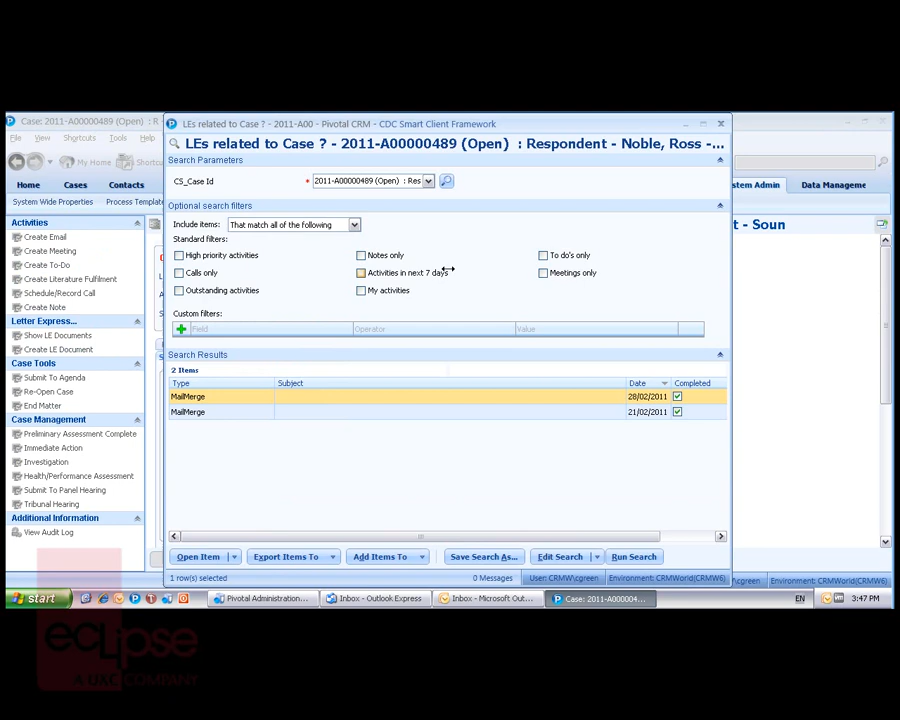 Case: 2011-A00000489 (Open)
File View Shortcuts Tools Help
My Home
Home Cases Contacts
System Wide Properties
Activities
Create Email
Create Meeting
Create To-Do
Create Literature Fulfilment
Schedule/Record Call
Create Note
Letter Express...
Show LE Documents
Create LE Document
Case Tools
Submit To Agenda
Re-Open Case
End Matter
Case Management
Preliminary Assessment Complete
Immediate Action
Investigation
Health/Performance Assessment
Submit To Panel Hearing
Tribunal Hearing
Additional Information
View Audit Log
LEs related to Case ? - 2011-A00 - Pivotal CRM - CDC Smart Client Framework
LEs related to Case ? - 2011-A00000489 (Open) : Respondent - Noble, Ross -...
Search Parameters
CS_Case Id * 2011-A00000489 (Open) : Res
Optional search filters
Include items: That match all of the following
Standard filters:
High priority activities Notes only To do's only
Calls only Activities in next 7 days Meetings only
Outstanding activities My activities
Custom filters:
Field Operator Value
Search Results
2 Items
Type Subject Date Completed
MailMerge 28/02/2011
MailMerge 21/02/2011
Open Item Export Items To Add Items To Save Search As... Edit Search Run Search
1 row(s) selected 0 Messages User: CRMW\cgreen Environment: CRMWorld(CRMW6)
stem Admin Data Manageme
t - Soun
\cgreen Environment: CRMWorld(CRMW6)
start Pivotal Administration... Inbox - Outlook Express Inbox - Microsoft Out... Case: 2011-A000004... EN 3:47 PM
eclipse
A UXC COMPANY